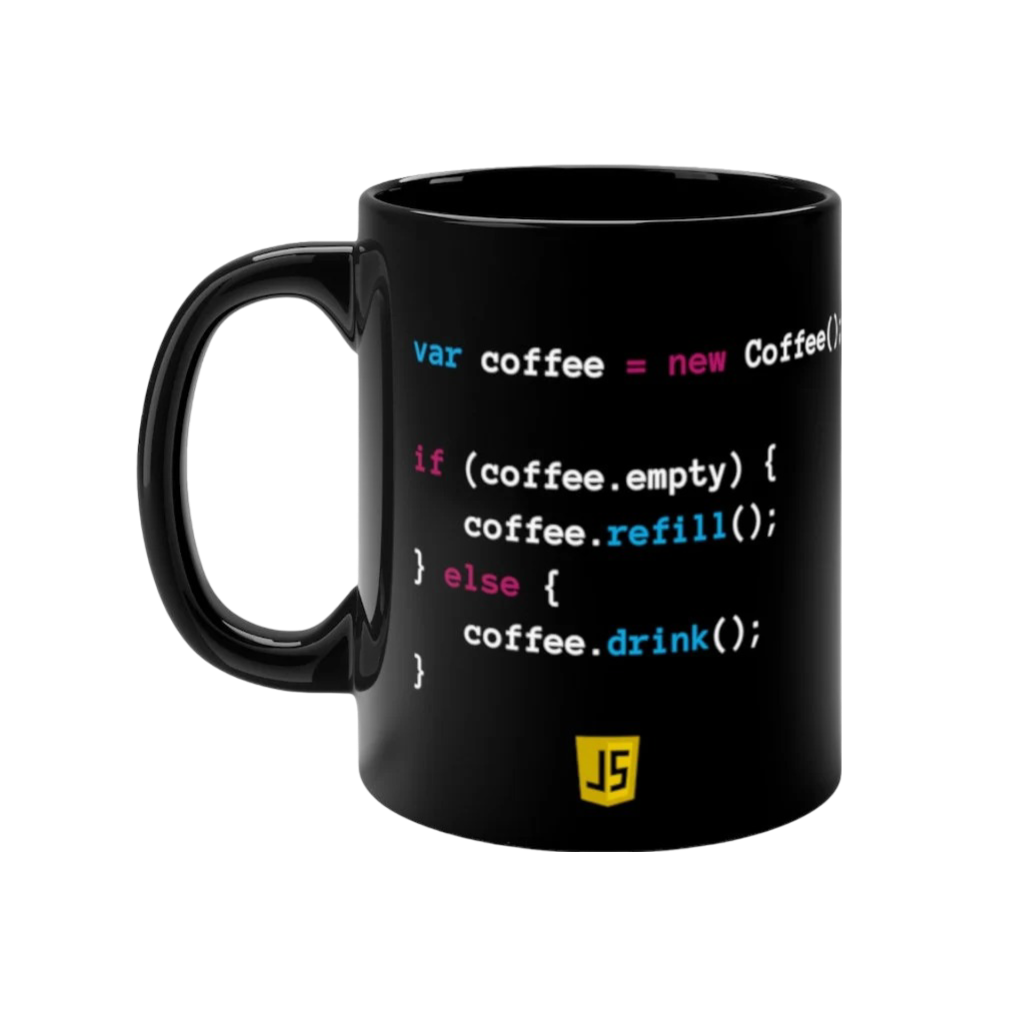 var coffee = new Coffee();

if (coffee.empty) {
   coffee.refill();
} else {
   coffee.drink();
}
JS